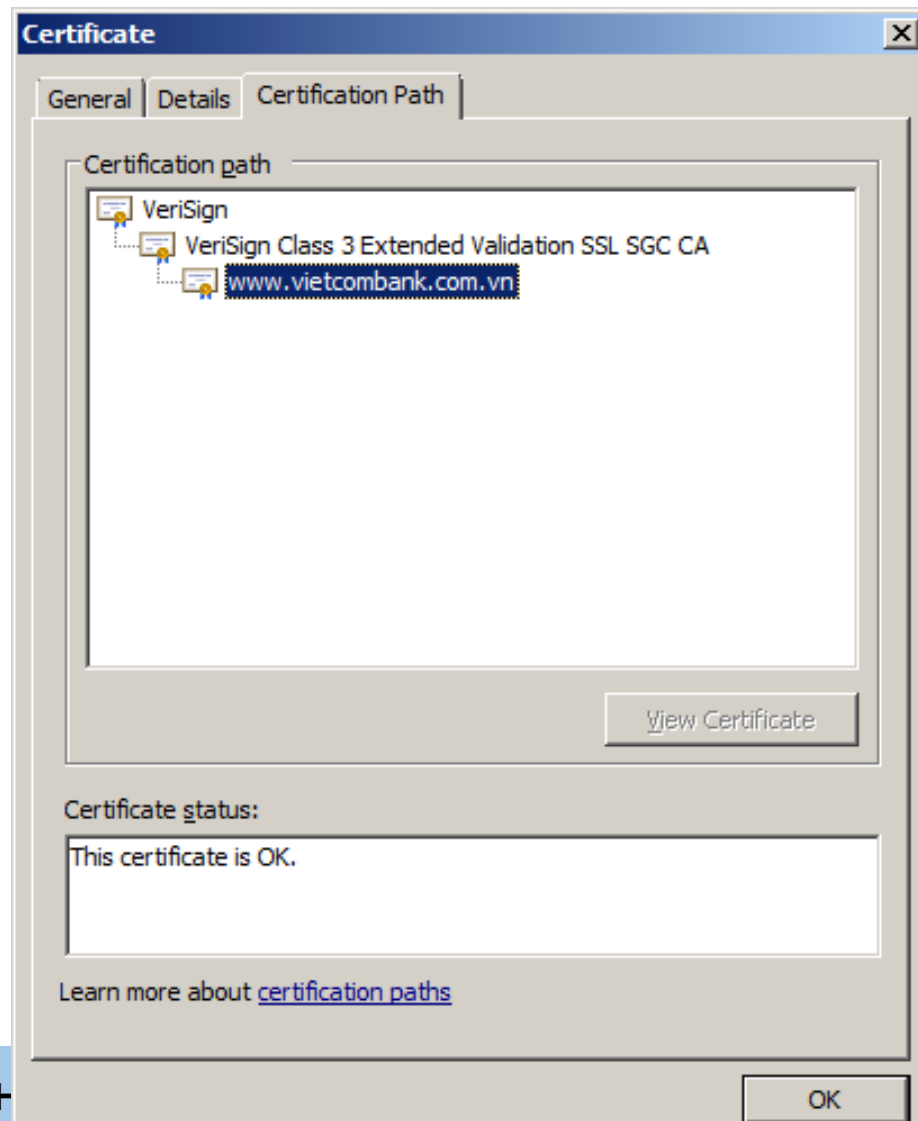 Certificate
General Details Certification Path
Certification path
VeriSign
VeriSign Class 3 Extended Validation SSL SGC CA
www.vietcombank.com.vn
View Certificate
Certificate status:
This certificate is OK.
Learn more about certification paths
OK